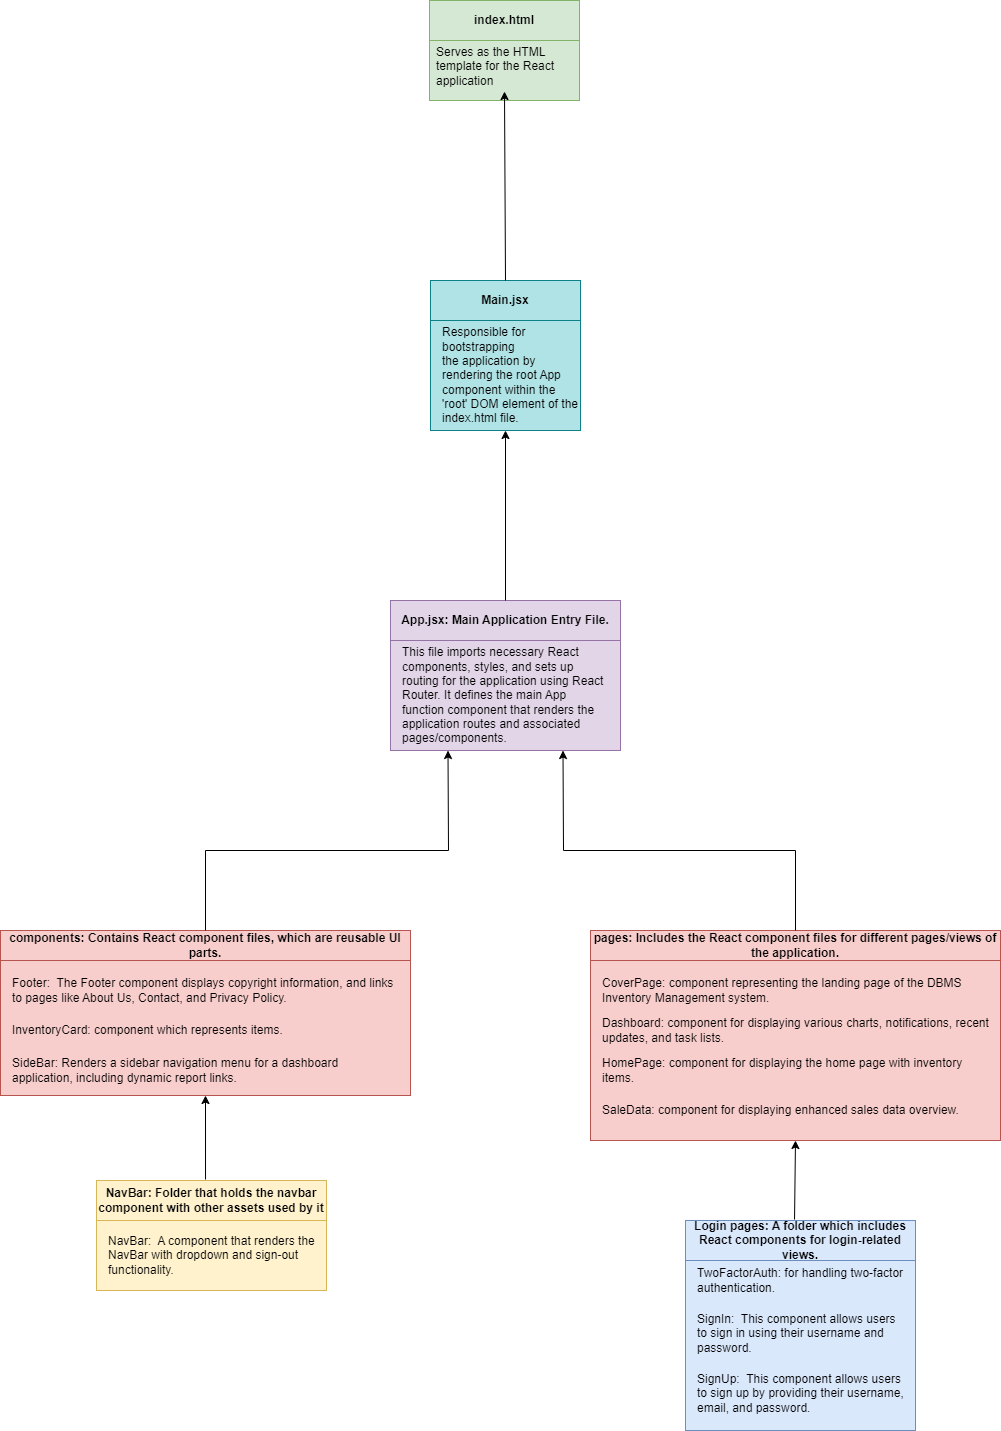 index.html
Serves as the HTML
template for the React
application
Main.jsx
Responsible for
bootstrapping
the application by
rendering the root App
component within the
'root' DOM element of the
index.html file.
App.jsx: Main Application Entry File.
This file imports necessary React
components, styles, and sets up
routing for the application using React
Router. It defines the main App
function component that renders the
application routes and associated
pages/components.
components: Contains React component files, which are reusable UI
parts.
Footer:  The Footer component displays copyright information, and links
to pages like About Us, Contact, and Privacy Policy.
InventoryCard: component which represents items.
SideBar: Renders a sidebar navigation menu for a dashboard
application, including dynamic report links.
pages: Includes the React component files for different pages/views of
the application.
CoverPage: component representing the landing page of the DBMS
Inventory Management system.
Dashboard: component for displaying various charts, notifications, recent
updates, and task lists.
HomePage: component for displaying the home page with inventory
items.
SaleData: component for displaying enhanced sales data overview.
NavBar: Folder that holds the navbar
component with other assets used by it
NavBar:  A component that renders the
NavBar with dropdown and sign-out
functionality.
Login pages: A folder which includes
React components for login-related
views.
TwoFactorAuth: for handling two-factor
authentication.
SignIn:  This component allows users
to sign in using their username and
password.
SignUp:  This component allows users
to sign up by providing their username,
email, and password.